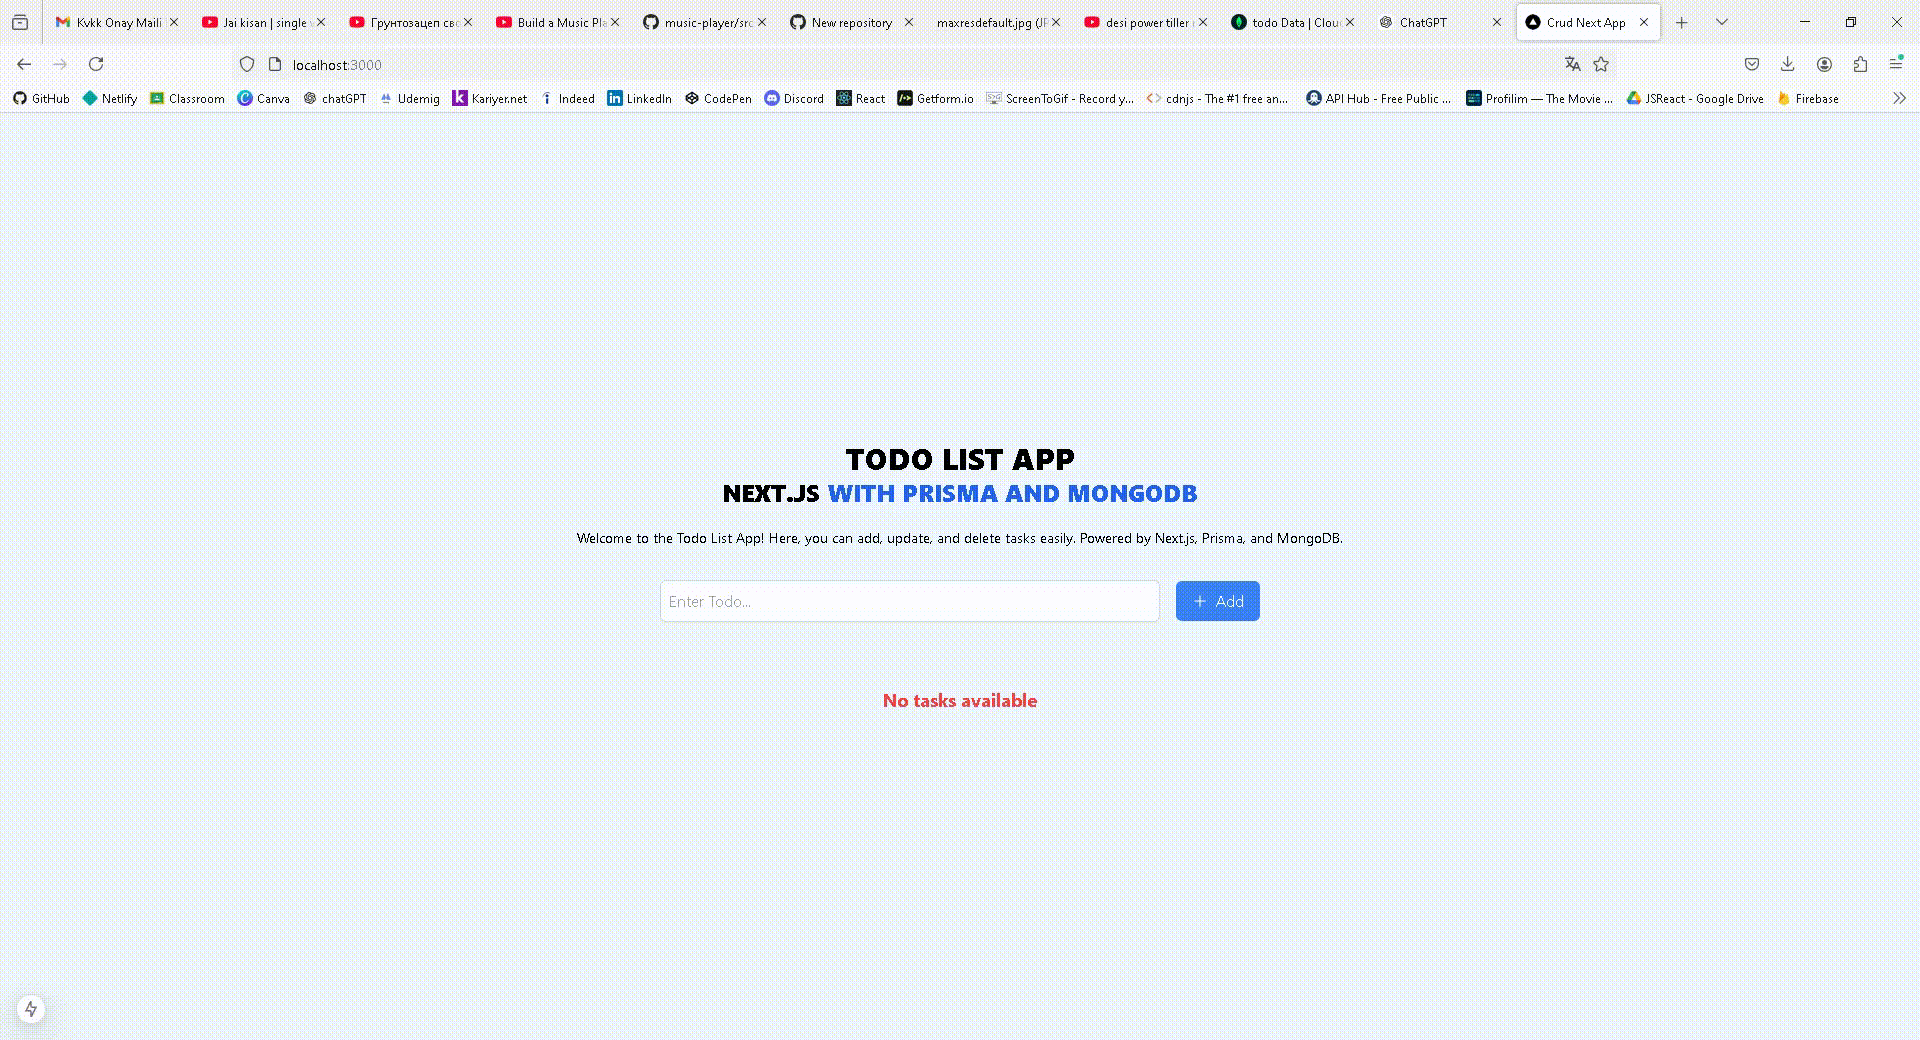 Kvkk Onay Maili
Jai kisan | single
Грунтозацеп св
Build a Music Pl
music-player/src
New repository
maxresdefault.jpg (JP
desi power tiller
todo Data | Clou
ChatGPT
Crud Next App
localhost:3000
GitHub
Netlify
Classroom
Canva
chatGPT
Udemig
Kariyer.net
Indeed
LinkedIn
CodePen
Discord
React
Getform.io
ScreenToGif - Record y...
cdnjs - The #1 free an...
API Hub - Free Public ...
Profilim — The Movie ...
JSReact - Google Drive
Firebase
TODO LIST APP
NEXT.JS WITH PRISMA AND MONGODB
Welcome to the Todo List App! Here, you can add, update, and delete tasks easily. Powered by Next.js, Prisma, and MongoDB.
Enter Todo...
+ Add
No tasks available